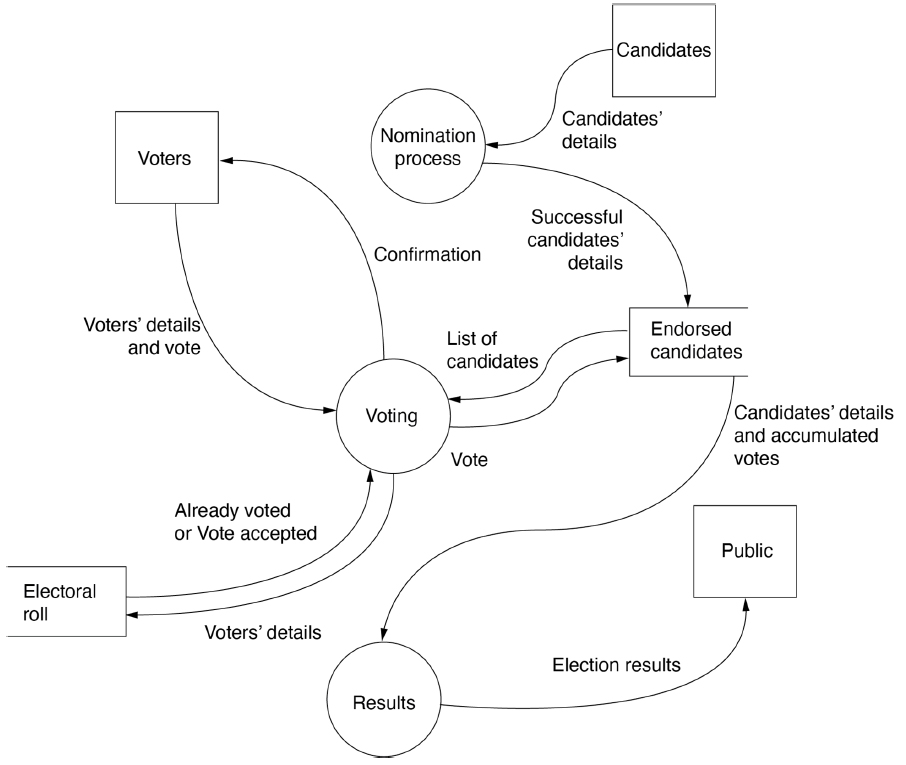 Candidates
Candidates’
details
Nomination
process
Voters
Successful
candidates’
details
Confirmation
Voters’ details
and vote
List of
candidates
Endorsed
candidates
Voting
Vote
Candidates’ details
and accumulated
votes
Already voted
or Vote accepted
Public
Electoral
roll
Voters’ details
Election results
Results